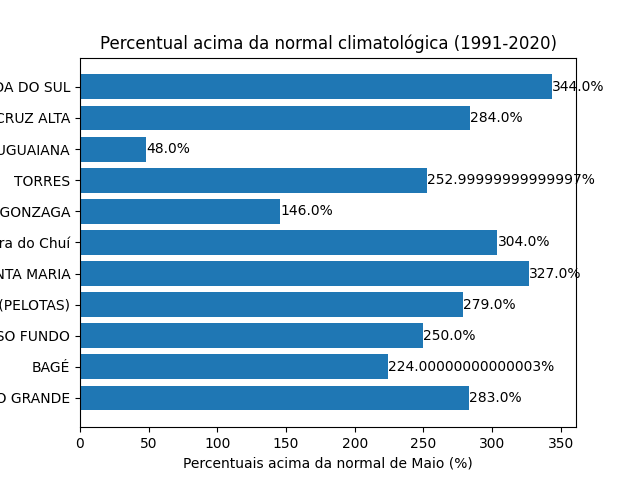 Percentual acima da normal climatológica (1991-2020)
DA DO SUL 344.0%
CRUZ ALTA 284.0%
UGUAIANA 48.0%
TORRES 252.99999999999997%
GONZAGA 146.0%
ra do Chuí 304.0%
NTA MARIA 327.0%
(PELOTAS) 279.0%
SO FUNDO 250.0%
BAGÉ 224.00000000000003%
O GRANDE 283.0%
0 50 100 150 200 250 300 350
Percentuais acima da normal de Maio (%)